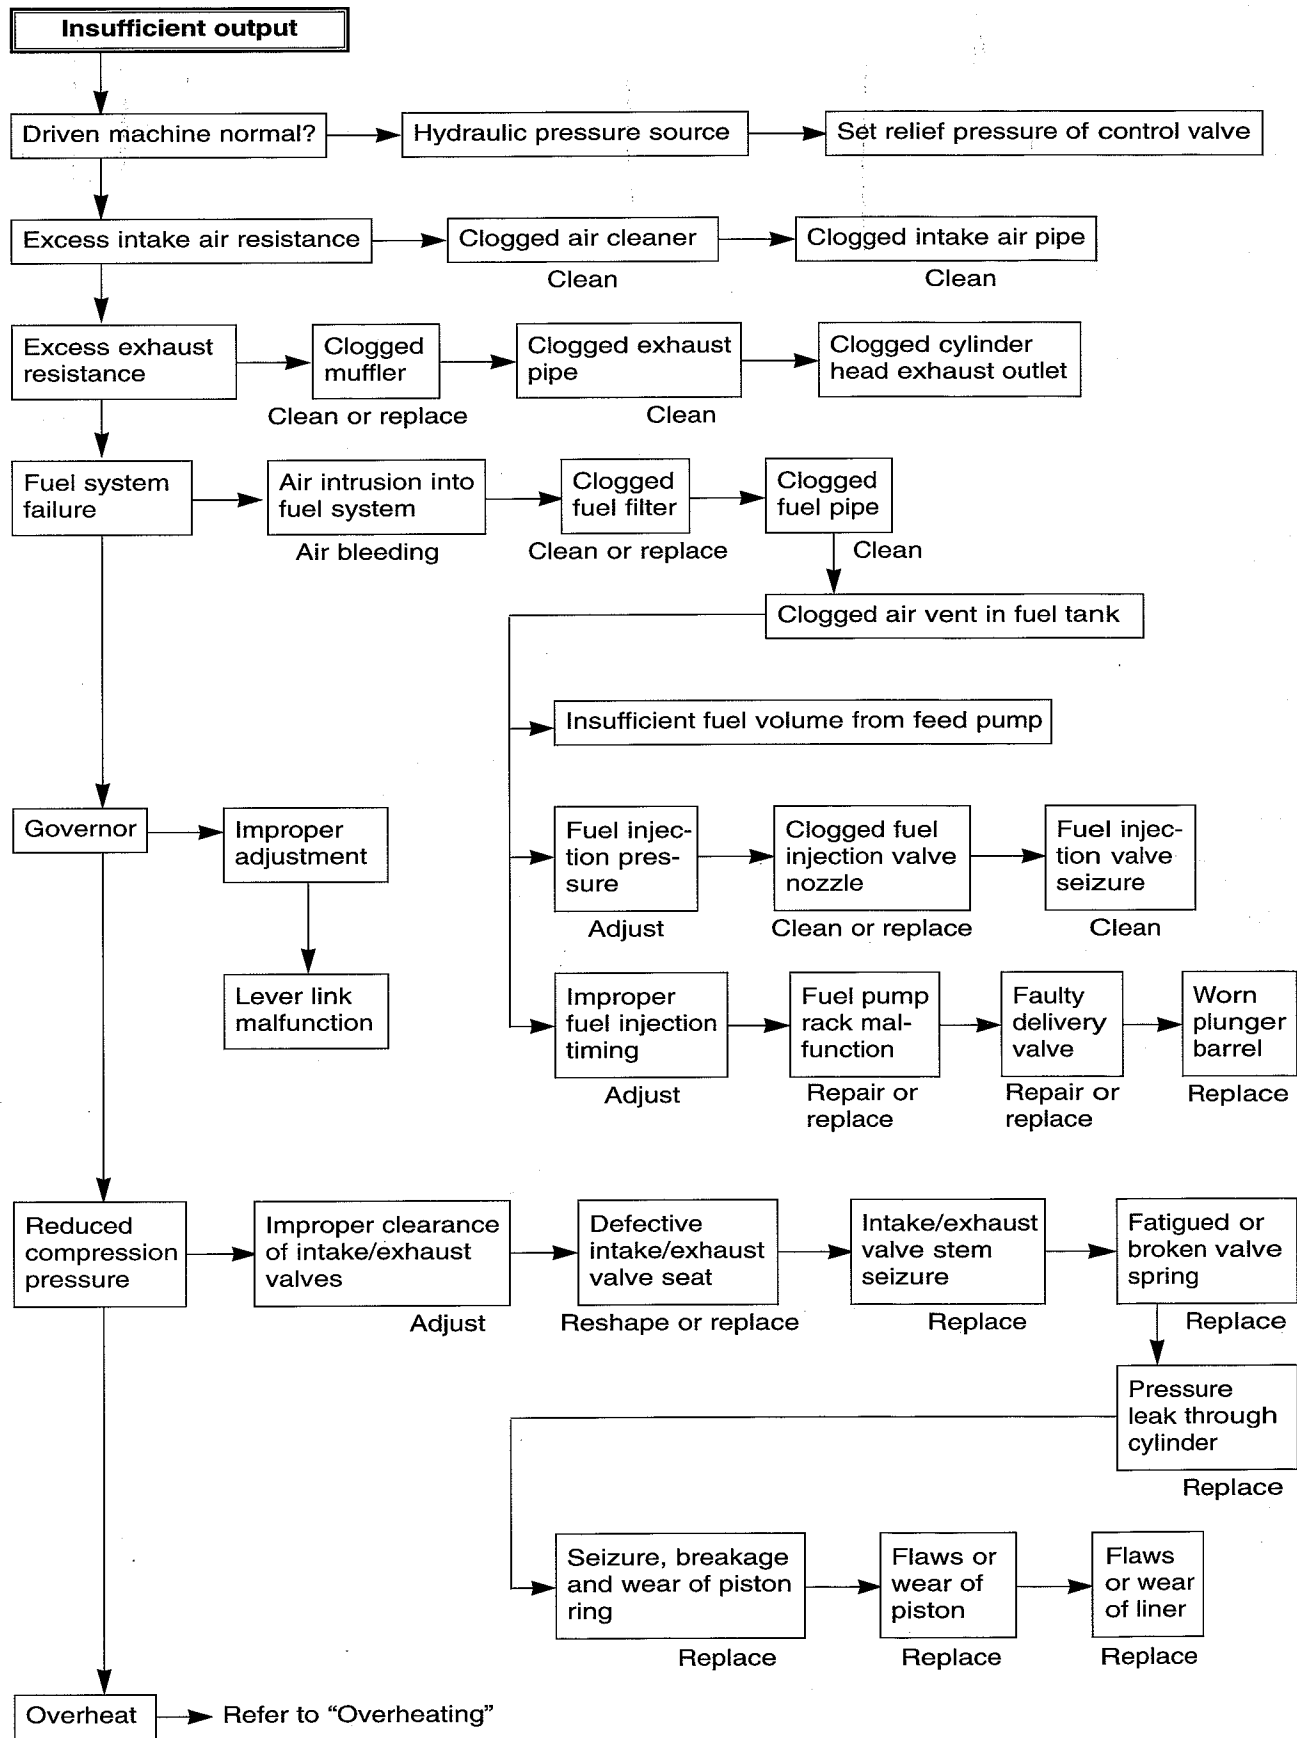 Insufficient output
Driven machine normal?
Hydraulic pressure source
Set relief pressure of control valve
Excess intake air resistance
Clogged air cleaner
Clean
Clogged intake air pipe
Clean
Excess exhaust
resistance
Clogged
muffler
Clean or replace
Clogged exhaust
pipe
Clean
Clogged cylinder
head exhaust outlet
Fuel system
failure
Air intrusion into
fuel system
Air bleeding
Clogged
fuel filter
Clean or replace
Clogged
fuel pipe
Clean
Clogged air vent in fuel tank
Insufficient fuel volume from feed pump
Fuel injec-
tion pres-
sure
Adjust
Clogged fuel
injection valve
nozzle
Clean or replace
Fuel injec-
tion valve
seizure
Clean
Improper
fuel injection
timing
Adjust
Fuel pump
rack mal-
function
Repair or
replace
Faulty
delivery
valve
Repair or
replace
Worn
plunger
barrel
Replace
Governor
Improper
adjustment
Lever link
malfunction
Reduced
compression
pressure
Improper clearance
of intake/exhaust
valves
Adjust
Defective
intake/exhaust
valve seat
Reshape or replace
Intake/exhaust
valve stem
seizure
Replace
Fatigued or
broken valve
spring
Replace
Pressure
leak through
cylinder
Replace
Seizure, breakage
and wear of piston
ring
Replace
Flaws or
wear of
piston
Replace
Flaws
or wear
of liner
Replace
Overheat
Refer to “Overheating”